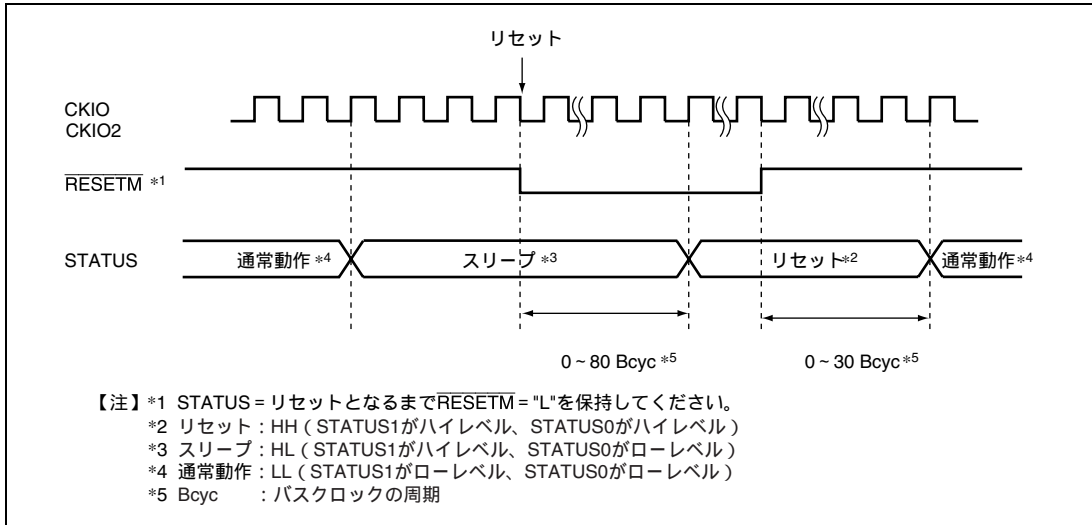 リセット
CKIO
CKIO2
RESETM *1
STATUS
通常動作 *4
スリープ *3
リセット*2
通常動作*4
0 ~ 80 Bcyc *5
0 ~ 30 Bcyc *5
【注】*1 STATUS = リセットとなるまでRESETM = "L"を保持してください。
*2 リセット : HH ( STATUS1がハイレベル、STATUS0がハイレベル )
*3 スリープ : HL ( STATUS1がハイレベル、STATUS0がローレベル )
*4 通常動作 : LL ( STATUS1がローレベル、STATUS0がローレベル )
*5 Bcyc : バスクロックの周期